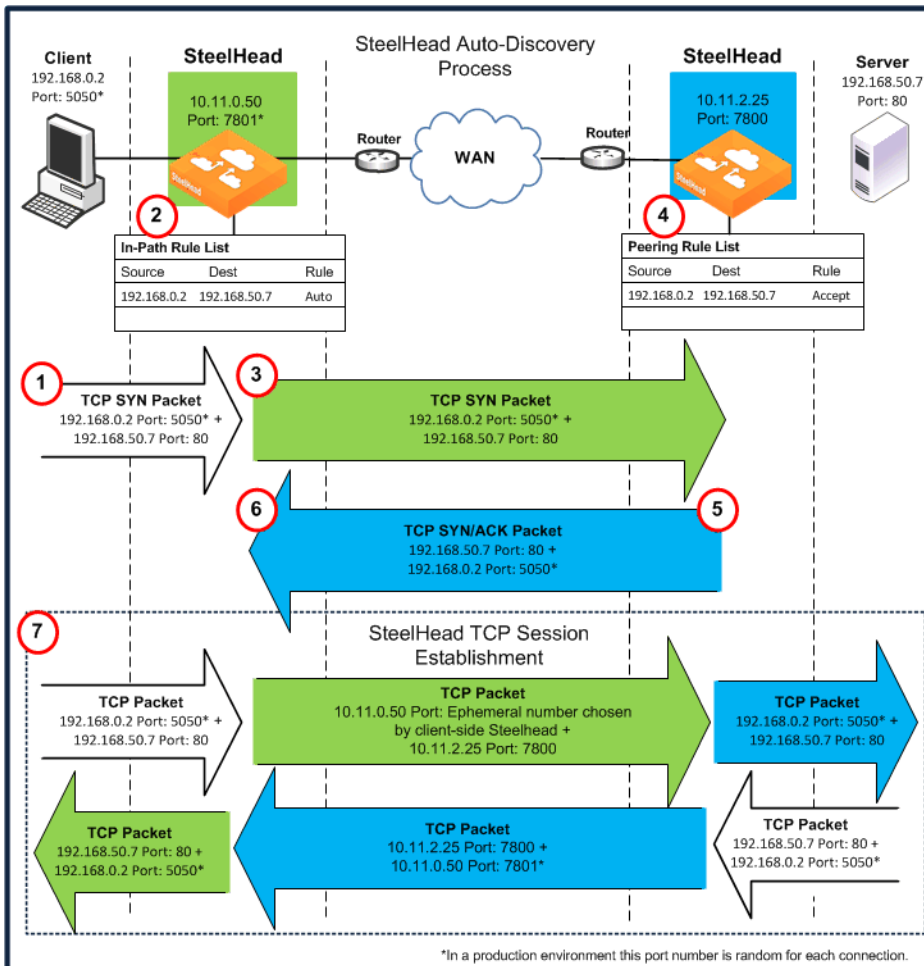 SteelHead Auto-Discovery
Process
Client
192.168.0.2
Port: 5050*
SteelHead
10.11.0.50
Port: 7801*
SteelHead
Router
WAN
Router
SteelHead
10.11.2.25
Port: 7800
SteelHead
Server
192.168.50.7
Port: 80
2
In-Path Rule List
Source Dest Rule
192.168.0.2 192.168.50.7 Auto
4
Peering Rule List
Source Dest Rule
192.168.0.2 192.168.50.7 Accept
1
TCP SYN Packet
192.168.0.2 Port: 5050* +
192.168.50.7 Port: 80
3
TCP SYN Packet
192.168.0.2 Port: 5050* +
192.168.50.7 Port: 80
6
TCP SYN/ACK Packet
192.168.50.7 Port: 80 +
192.168.0.2 Port: 5050*
5
7
SteelHead TCP Session
Establishment
TCP Packet
192.168.0.2 Port: 5050* +
192.168.50.7 Port: 80
TCP Packet
10.11.0.50 Port: Ephemeral number chosen
by client-side Steelhead +
10.11.2.25 Port: 7800
TCP Packet
192.168.0.2 Port: 5050* +
192.168.50.7 Port: 80
TCP Packet
192.168.50.7 Port: 80 +
192.168.0.2 Port: 5050*
TCP Packet
10.11.2.25 Port: 7800 +
10.11.0.50 Port: 7801*
TCP Packet
192.168.50.7 Port: 80 +
192.168.0.2 Port: 5050*
*In a production environment this port number is random for each connection.